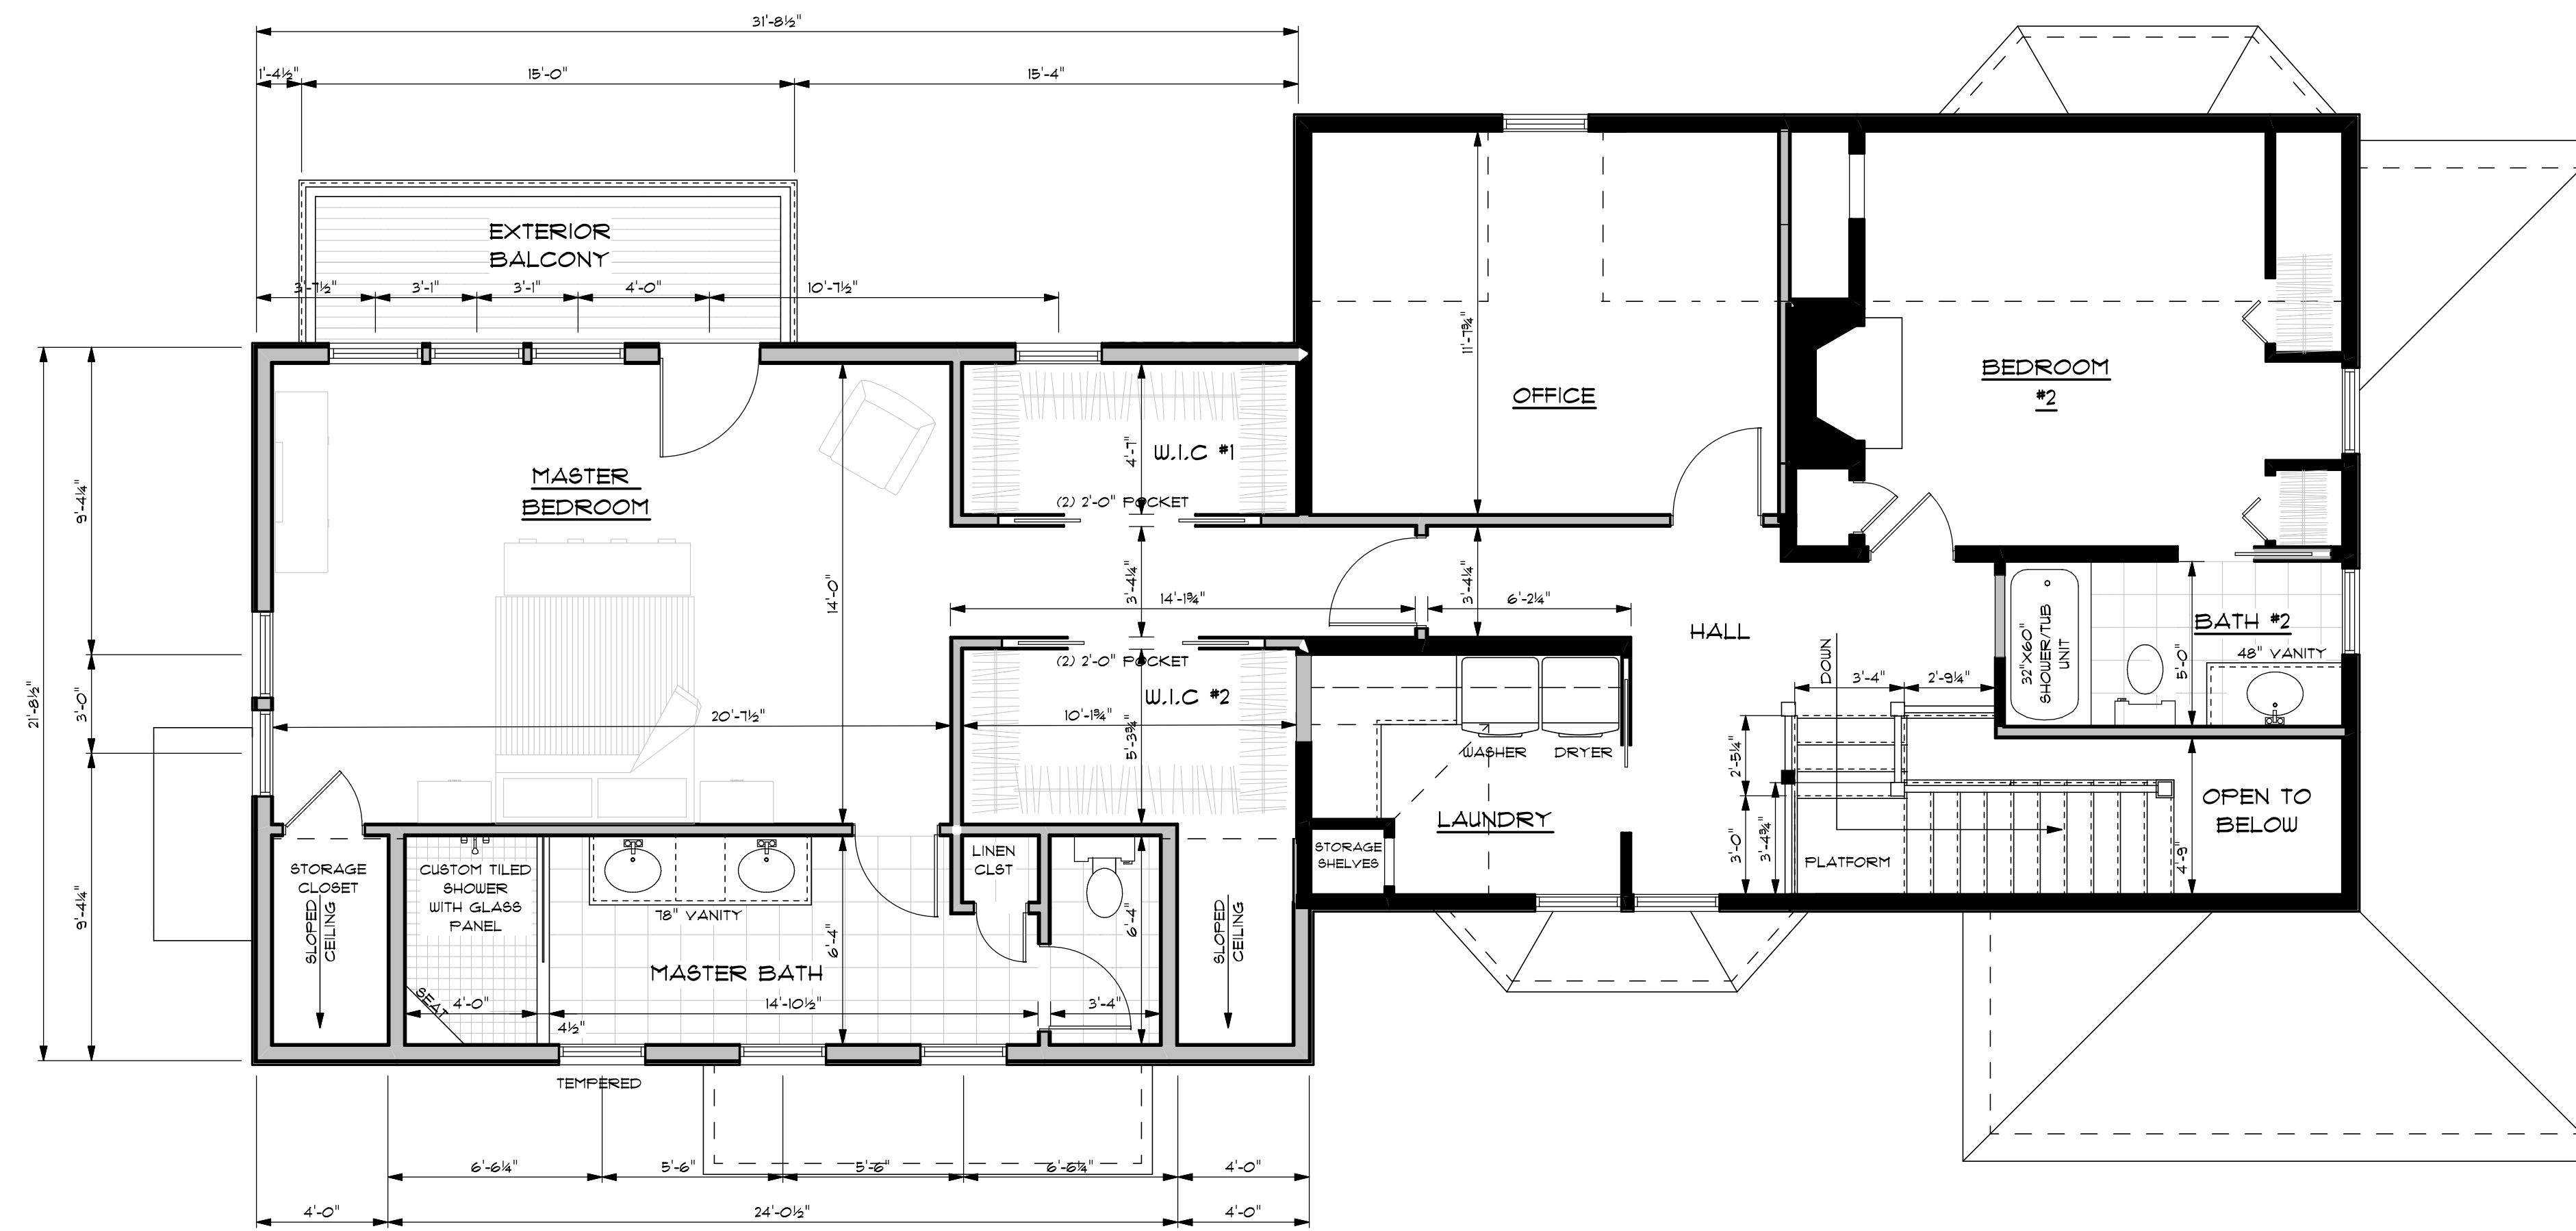 31'-8½"
1'-4½"
15'-0"
15'-4"
EXTERIOR
BALCONY
3'-7½"
3'-1"
3'-1"
4'-0"
10'-7½"
11'-7¾"
BEDROOM
#2
OFFICE
MASTER
BEDROOM
4'-7"
W.I.C #1
(2) 2'-0" POCKET
9'-4¼"
14'-0"
3'-4¼"
14'-1¾"
3'-4¼"
6'-2¼"
HALL
BATH #2
32"X60"
SHOWER/TUB
UNIT
5'-0"
48" VANITY
DOWN
3'-4"
2'-9¼"
(2) 2'-0" POCKET
W.I.C #2
21'-8½"
3'-0"
20'-7½"
10'-1¾"
5'-3¾"
WASHER
DRYER
2'-5¼"
OPEN TO
BELOW
LAUNDRY
3'-0"
3'-4¾"
PLATFORM
4'-9"
STORAGE
SHELVES
LINEN
CLST
STORAGE
CLOSET
SLOPED
CEILING
CUSTOM TILED
SHOWER
WITH GLASS
PANEL
78" VANITY
9'-4¼"
6'-4"
6'-4"
SLOPED
CEILING
MASTER BATH
SEAT
4'-0"
4½"
14'-10½"
3'-4"
TEMPERED
6'-6¼"
5'-6"
5'-6"
6'-6¼"
4'-0"
4'-0"
24'-0½"
4'-0"